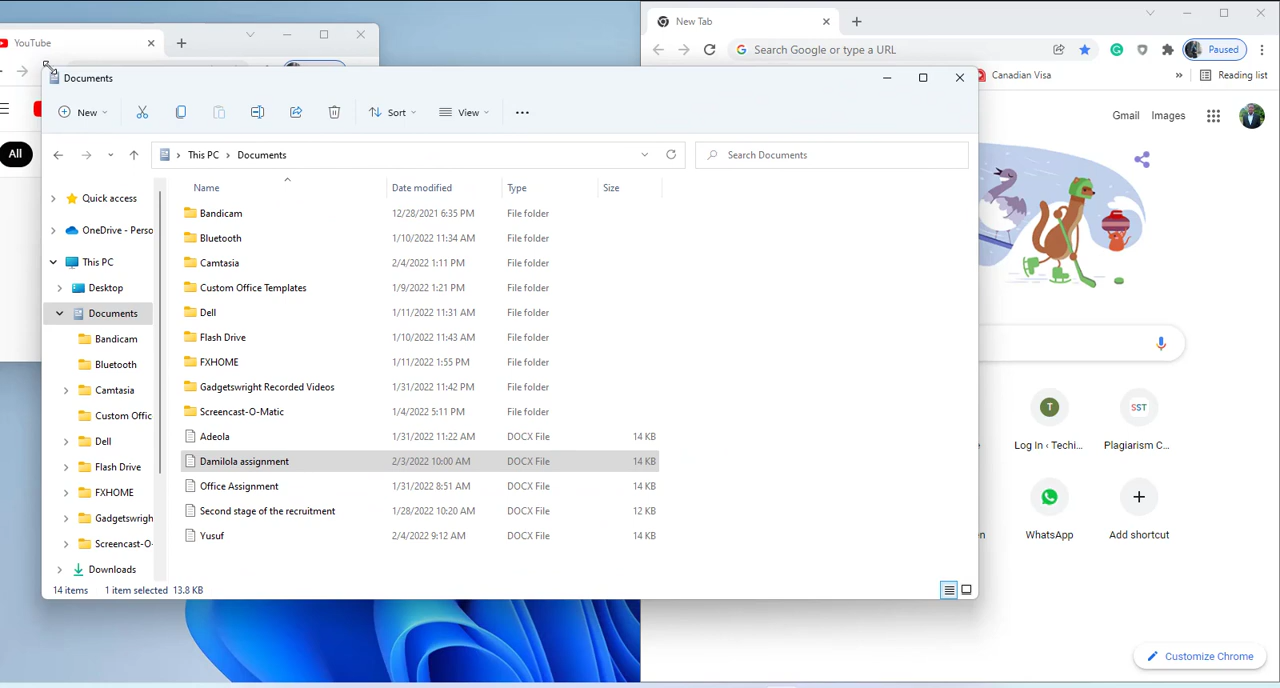 YouTube
All
New Tab
Search Google or type a URL
Paused
Canadian Visa
»
Reading list
Gmail Images
Documents
New
Sort
View
This PC > Documents
Search Documents
Quick access
OneDrive - Perso
This PC
Desktop
Documents
Bandicam
Bluetooth
Camtasia
Custom Offic
Dell
Flash Drive
FXHOME
Gadgetswrigh
Screencast-O-
Downloads
Name Date modified Type Size
Bandicam 12/28/2021 6:35 PM File folder
Bluetooth 1/10/2022 11:34 AM File folder
Camtasia 2/4/2022 1:11 PM File folder
Custom Office Templates 1/9/2022 1:21 PM File folder
Dell 1/11/2022 11:31 AM File folder
Flash Drive 1/10/2022 11:43 AM File folder
FXHOME 1/11/2022 1:55 PM File folder
Gadgetswright Recorded Videos 1/31/2022 11:42 PM File folder
Screencast-O-Matic 1/4/2022 5:11 PM File folder
Adeola 1/31/2022 11:22 AM DOCX File 14 KB
Damilola assignment 2/3/2022 10:00 AM DOCX File 14 KB
Office Assignment 1/31/2022 8:51 AM DOCX File 14 KB
Second stage of the recruitment 1/28/2022 10:20 AM DOCX File 12 KB
Yusuf 2/4/2022 9:12 AM DOCX File 14 KB
14 items 1 item selected 13.8 KB
T
SST
Log In ‹ Techi... Plagiarism C...
WhatsApp Add shortcut
Customize Chrome